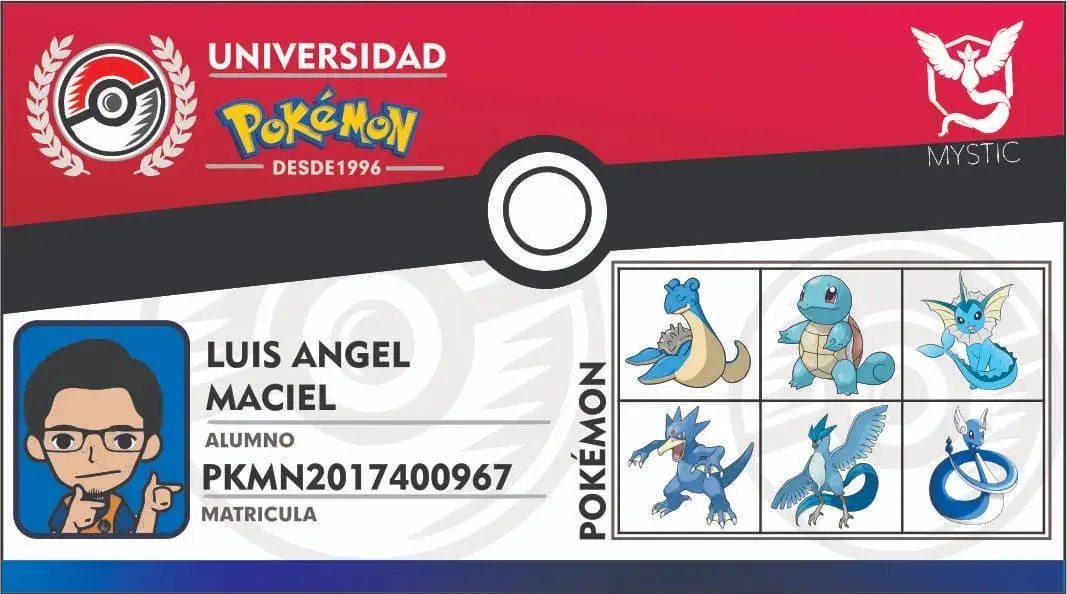 UNIVERSIDAD
POKéMON
DESDE1996
MYSTIC
LUIS ANGEL
MACIEL
ALUMNO
PKMN2017400967
MATRICULA
POKÉMON